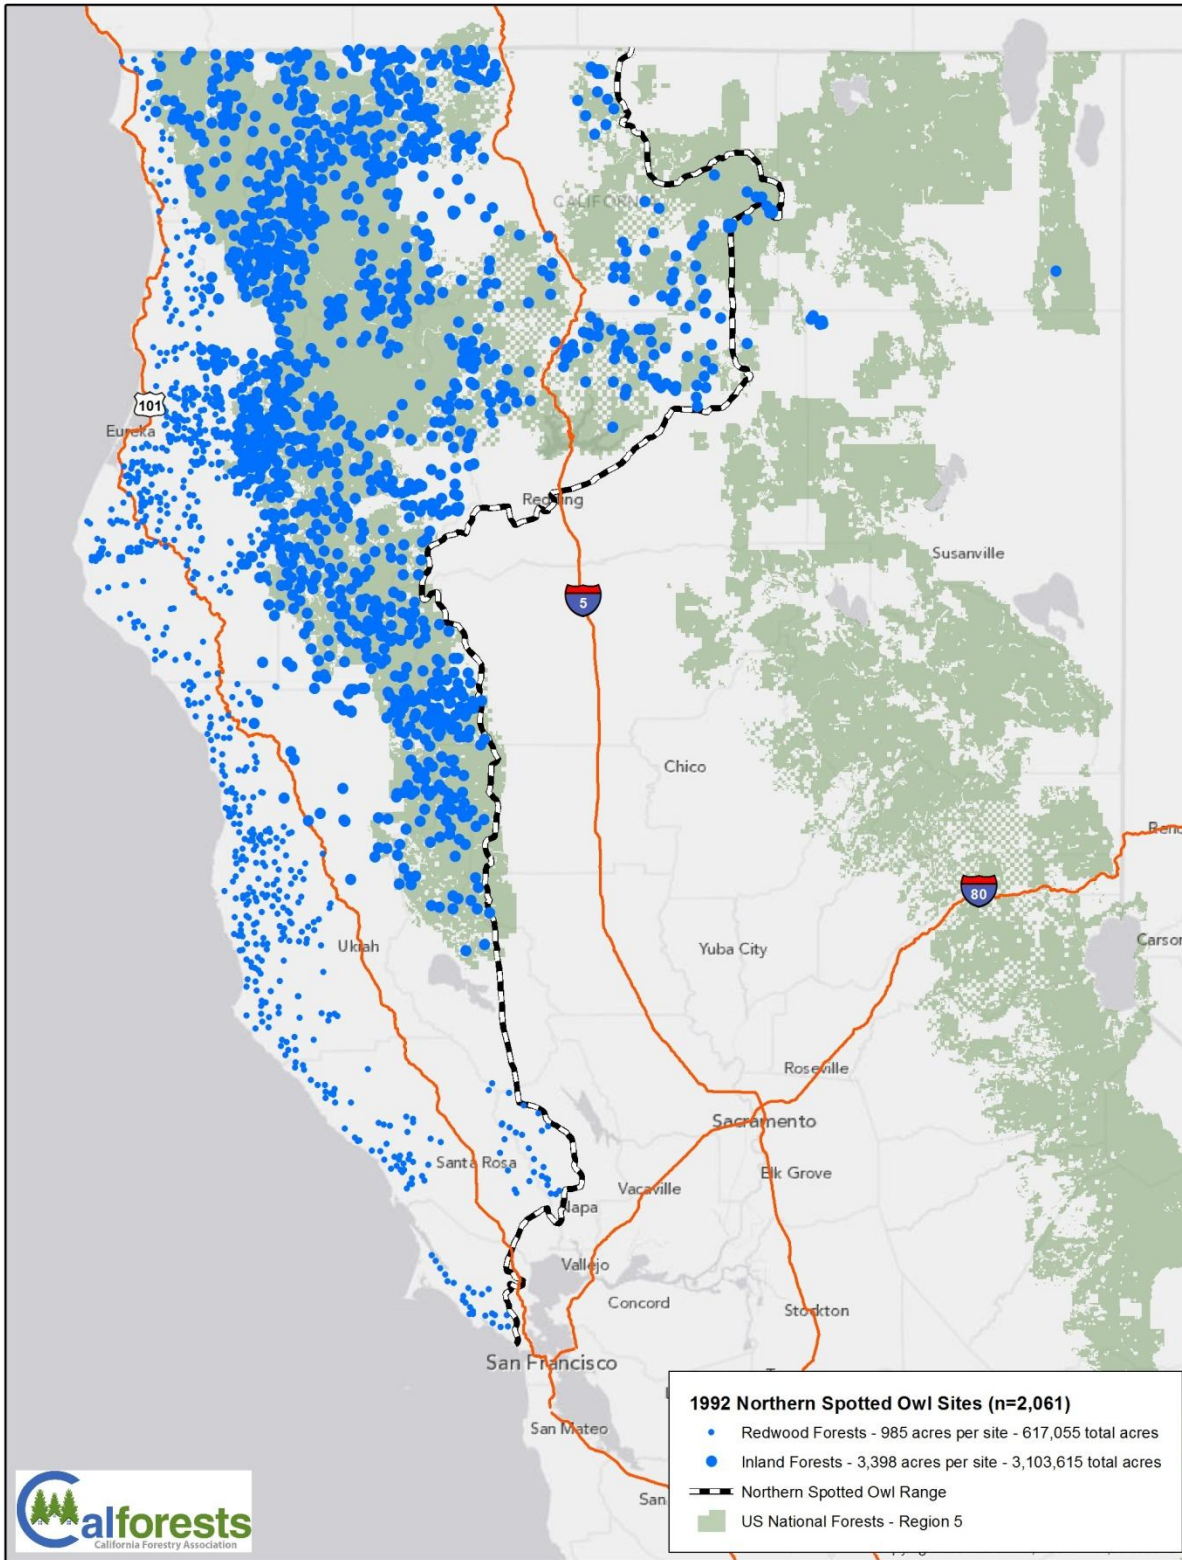 CALIFORNIA
101
Eureka
Redding
Susanville
5
Chico
Reno
80
Ukiah
Yuba City
Carson
Roseville
Sacramento
Santa Rosa
Elk Grove
Vacaville
Napa
Vallejo
Concord
Stockton
San Francisco
San Mateo
San
1992 Northern Spotted Owl Sites (n=2,061)
Redwood Forests - 985 acres per site - 617,055 total acres
Inland Forests - 3,398 acres per site - 3,103,615 total acres
Northern Spotted Owl Range
US National Forests - Region 5
Calforests
California Forestry Association